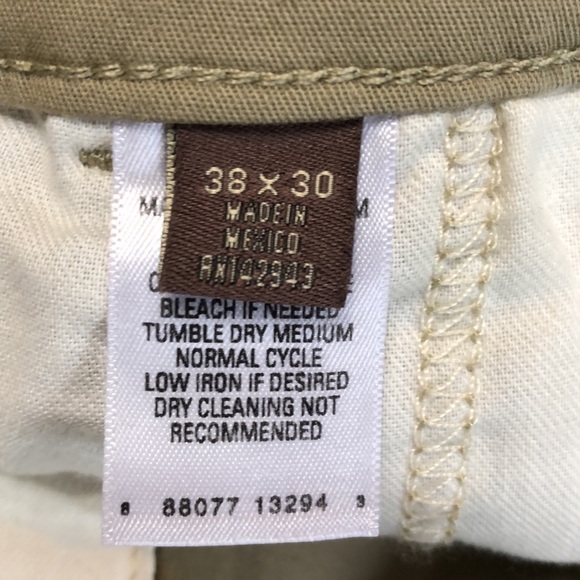 38 X 30
MADE IN
MEXICO
RN142943
BLEACH IF NEEDED
TUMBLE DRY MEDIUM
NORMAL CYCLE
LOW IRON IF DESIRED
DRY CLEANING NOT
RECOMMENDED
8 88077 13294 3